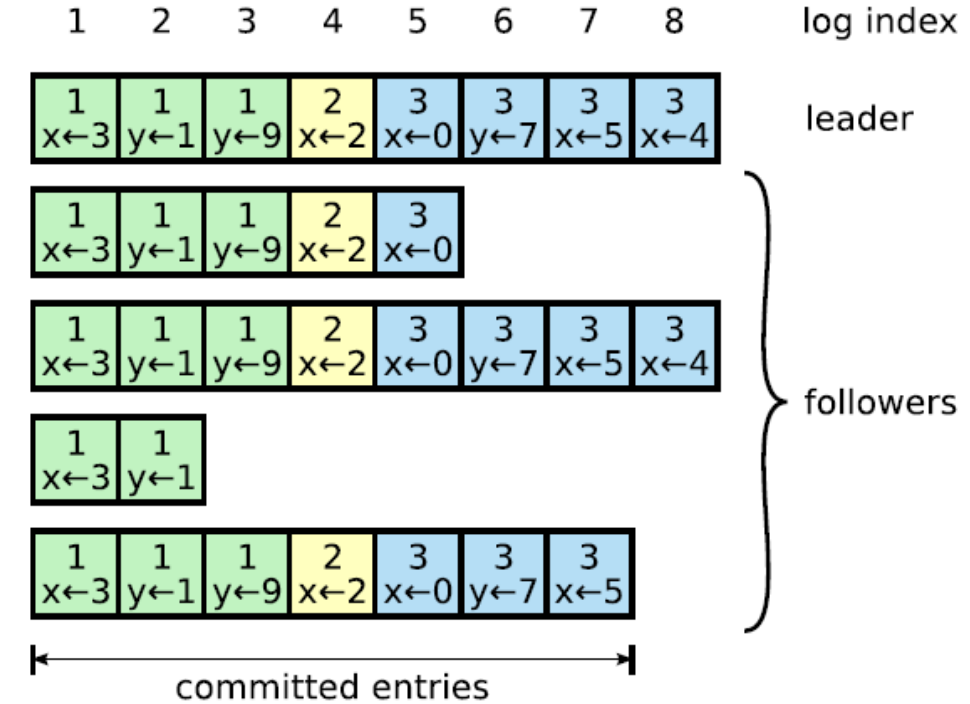 1 2 3 4 5 6 7 8 log index
1 1 1 2 3 3 3 3
x←3 y←1 y←9 x←2 x←0 y←7 x←5 x←4
leader
1 1 1 2 3
x←3 y←1 y←9 x←2 x←0
1 1 1 2 3 3 3 3
x←3 y←1 y←9 x←2 x←0 y←7 x←5 x←4
followers
1 1
x←3 y←1
1 1 1 2 3 3 3
x←3 y←1 y←9 x←2 x←0 y←7 x←5
committed entries